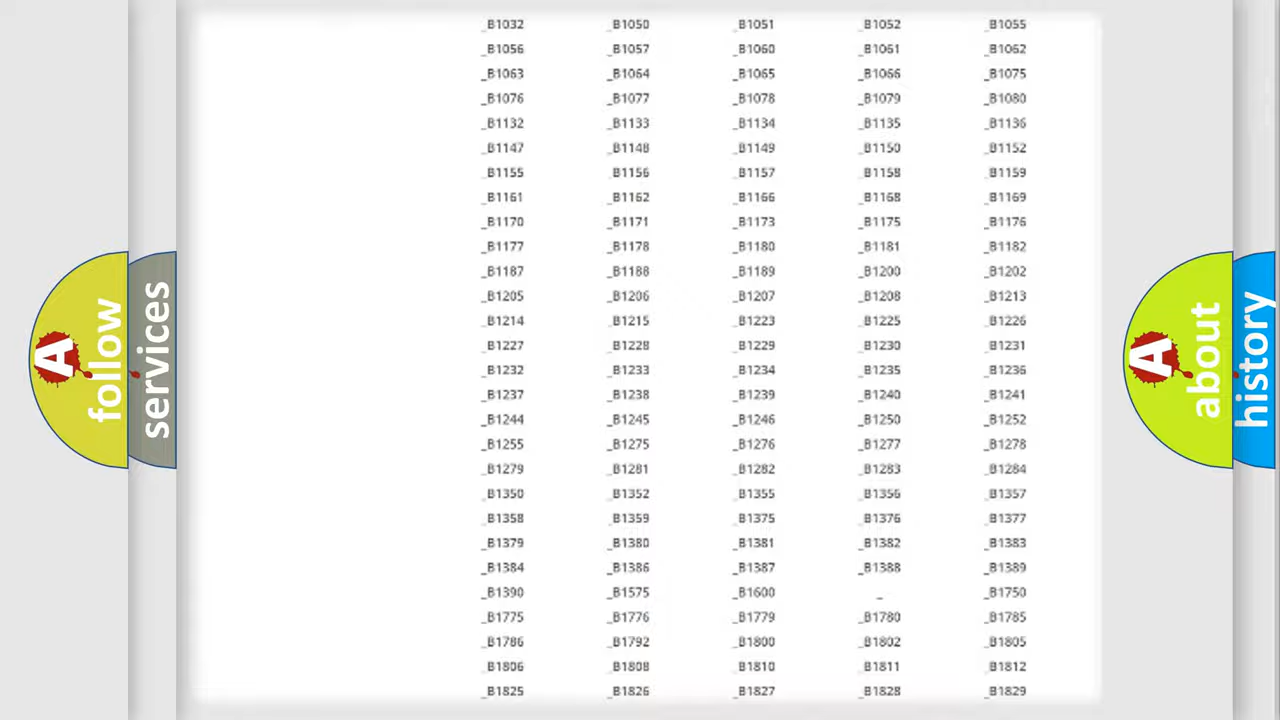 _B1032 _B1050 _B1051 _B1052 _B1055
_B1056 _B1057 _B1060 _B1061 _B1062
_B1063 _B1064 _B1065 _B1066 _B1075
_B1076 _B1077 _B1078 _B1079 _B1080
_B1132 _B1133 _B1134 _B1135 _B1136
_B1147 _B1148 _B1149 _B1150 _B1152
_B1155 _B1156 _B1157 _B1158 _B1159
_B1161 _B1162 _B1166 _B1168 _B1169
_B1170 _B1171 _B1173 _B1175 _B1176
_B1177 _B1178 _B1180 _B1181 _B1182
_B1187 _B1188 _B1189 _B1200 _B1202
_B1205 _B1206 _B1207 _B1208 _B1213
_B1214 _B1215 _B1223 _B1225 _B1226
_B1227 _B1228 _B1229 _B1230 _B1231
_B1232 _B1233 _B1234 _B1235 _B1236
_B1237 _B1238 _B1239 _B1240 _B1241
_B1244 _B1245 _B1246 _B1250 _B1252
_B1255 _B1275 _B1276 _B1277 _B1278
_B1279 _B1281 _B1282 _B1283 _B1284
_B1350 _B1352 _B1355 _B1356 _B1357
_B1358 _B1359 _B1375 _B1376 _B1377
_B1379 _B1380 _B1381 _B1382 _B1383
_B1384 _B1386 _B1387 _B1388 _B1389
_B1390 _B1575 _B1600 _ _B1750
_B1775 _B1776 _B1779 _B1780 _B1785
_B1786 _B1792 _B1800 _B1802 _B1805
_B1806 _B1808 _B1810 _B1811 _B1812
_B1825 _B1826 _B1827 _B1828 _B1829
A
follow
services
A
about
history